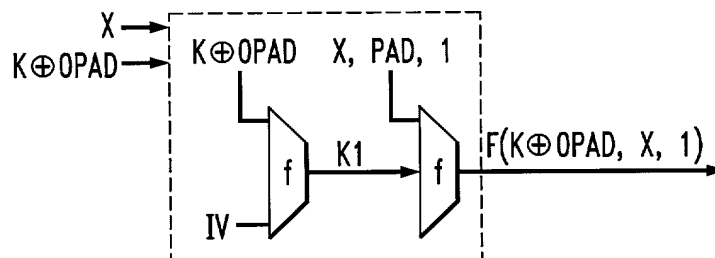 X
K⊕OPAD
K⊕OPAD
X, PAD, 1
f
K1
f
F(K⊕OPAD, X, 1)
IV